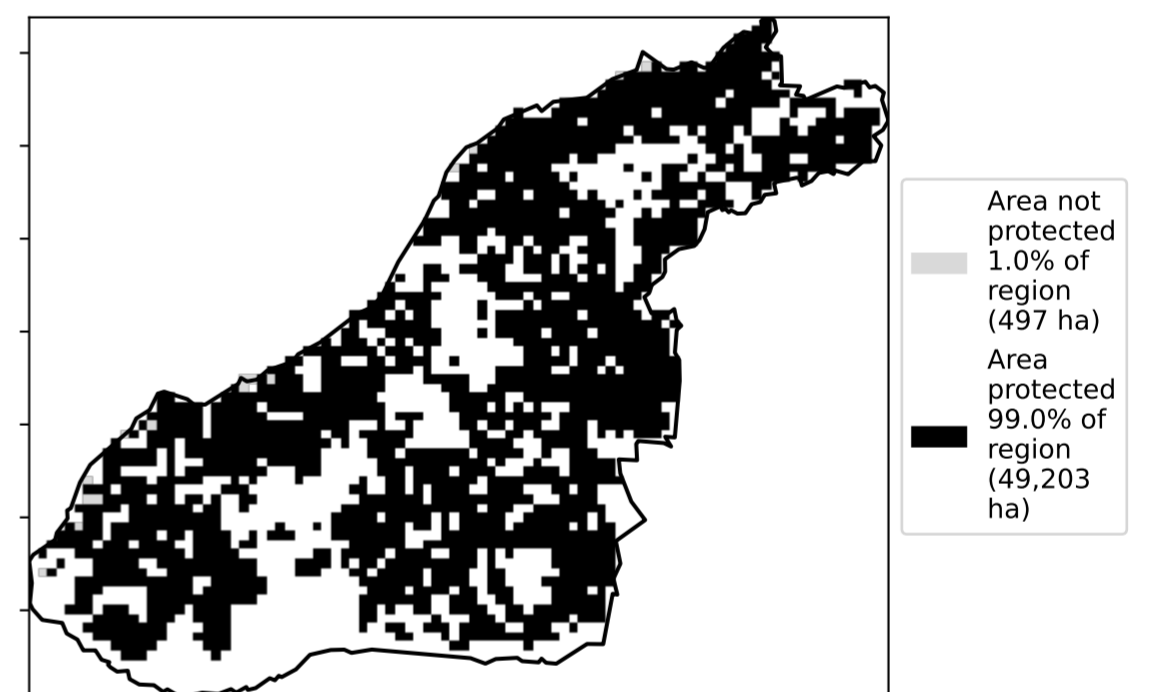 Area not
protected
1.0% of
region
(497 ha)
Area
protected
99.0% of
region
(49,203
ha)